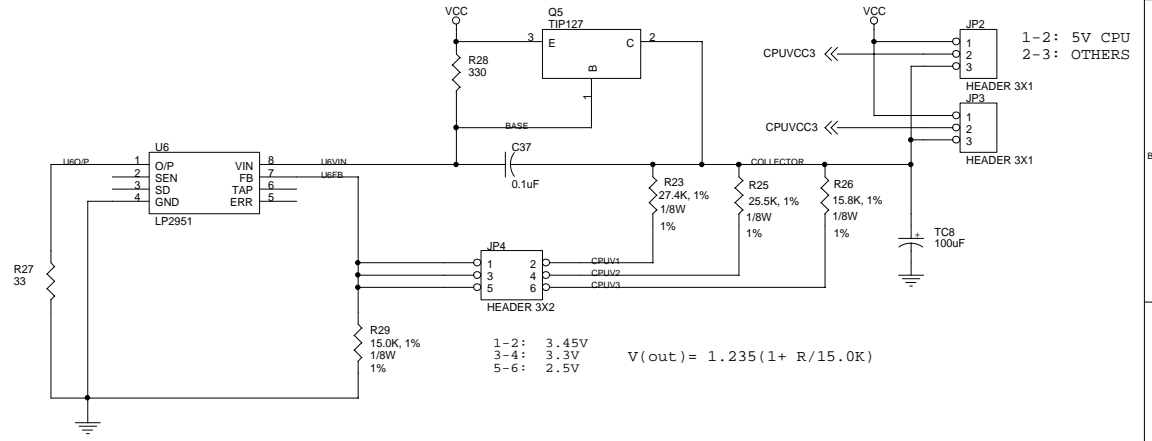 VCC
Q5
TIP127
3
E
C
2
B
1
R28
330
BASE
VCC
JP2
1
2
3
HEADER 3X1
1-2: 5V CPU
2-3: OTHERS
CPUVCC3
JP3
1
2
3
HEADER 3X1
CPUVCC3
B
U6
U6O/P
1
O/P
2
SEN
3
SD
4
GND
VIN
8
FB
7
TAP
6
ERR
5
LP2951
U6VIN
U6FB
C37
0.1uF
COLLECTOR
R23
27.4K, 1%
1/8W
1%
R25
25.5K, 1%
1/8W
1%
R26
15.8K, 1%
1/8W
1%
TC8
+
100uF
R27
33
JP4
1
2
3
4
5
6
HEADER 3X2
CPUV1
CPUV2
CPUV3
R29
15.0K, 1%
1/8W
1%
1-2: 3.45V
3-4: 3.3V
5-6: 2.5V
V(out)= 1.235(1+ R/15.0K)